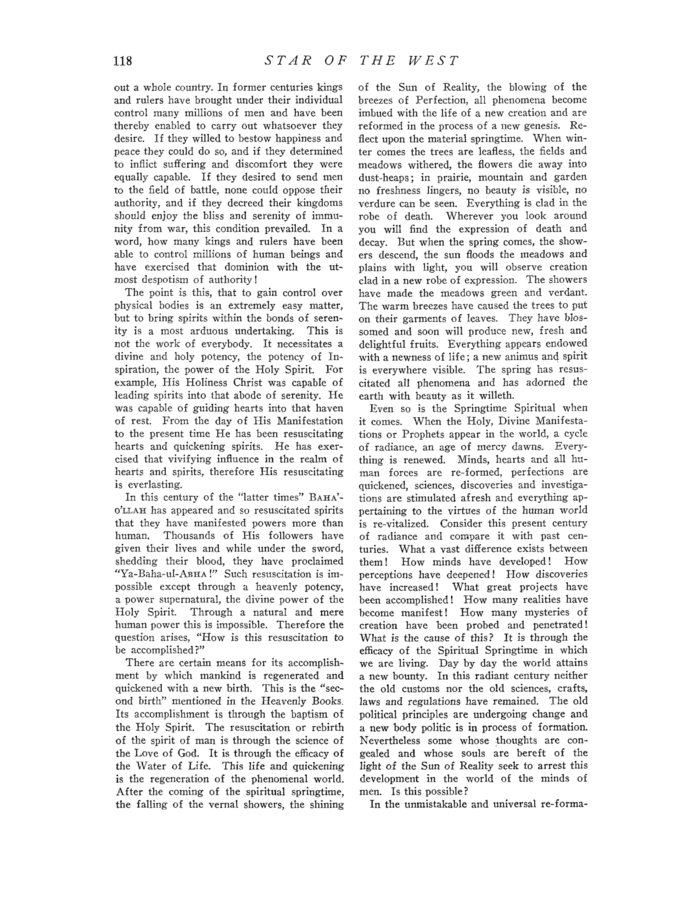 118
STAR OF THE WEST
out a whole country. In former centuries kings
and rulers have brought under their individual
control many millions of men and have been
thereby enabled to carry out whatsoever they
desire. If they willed to bestow happiness and
peace they could do so, and if they determined
to inflict suffering and discomfort they were
equally capable. If they desired to send men
to the field of battle, none could oppose their
authority, and if they decreed their kingdoms
should enjoy the bliss and serenity of immu-
nity from war, this condition prevailed. In a
word, how many kings and rulers have been
able to control millions of human beings and
have exercised that dominion with the ut-
most despotism of authority!
The point is this, that to gain control over
physical bodies is an extremely easy matter,
but to bring spirits within the bonds of seren-
ity is a most arduous undertaking. This is
not the work of everybody. It necessitates a
divine and holy potency, the potency of In-
spiration, the power of the Holy Spirit. For
example, His Holiness Christ was capable of
leading spirits into that abode of serenity. He
was capable of guiding hearts into that haven
of rest. From the day of His Manifestation
to the present time He has been resuscitating
hearts and quickening spirits. He has exer-
cised that vivifying influence in the realm of
hearts and spirits, therefore His resuscitating
is everlasting.
In this century of the "latter times" BAHA'-
O'LLAH has appeared and so resuscitated spirits
that they have manifested powers more than
human. Thousands of His followers have
given their lives and while under the sword,
shedding their blood, they have proclaimed
"Ya-Baha-ul-ABHA!" Such resuscitation is im-
possible except through a heavenly potency,
a power supernatural, the divine power of the
Holy Spirit. Through a natural and mere
human power this is impossible. Therefore the
question arises, "How is this resuscitation to
be accomplished?"
There are certain means for its accomplish-
ment by which mankind is regenerated and
quickened with a new birth. This is the "sec-
ond birth" mentioned in the Heavenly Books.
Its accomplishment is through the baptism of
the Holy Spirit. The resuscitation or rebirth
of the spirit of man is through the science of
the Love of God. It is through the efficacy of
the Water of Life. This life and quickening
is the regeneration of the phenomenal world.
After the coming of the spiritual springtime,
the falling of the vernal showers, the shining
of the Sun of Reality, the blowing of the
breezes of Perfection, all phenomena become
imbued with the life of a new creation and are
reformed in the process of a new genesis. Re-
flect upon the material springtime. When win-
ter comes the trees are leafless, the fields and
meadows withered, the flowers die away into
dust-heaps; in prairie, mountain and garden
no freshness lingers, no beauty is visible, no
verdure can be seen. Everything is clad in the
robe of death. Wherever you look around
you will find the expression of death and
decay. But when the spring comes, the show-
ers descend, the sun floods the meadows and
plains with light, you will observe creation
clad in a new robe of expression. The showers
have made the meadows green and verdant.
The warm breezes have caused the trees to put
on their garments of leaves. They have blos-
somed and soon will produce new, fresh and
delightful fruits. Everything appears endowed
with a newness of life; a new animus and spirit
is everywhere visible. The spring has resus-
citated all phenomena and has adorned the
earth with beauty as it willeth.
Even so is the Springtime Spiritual when
it comes. When the Holy, Divine Manifesta-
tions or Prophets appear in the world, a cycle
of radiance, an age of mercy dawns. Every-
thing is renewed. Minds, hearts and all hu-
man forces are re-formed, perfections are
quickened, sciences, discoveries and investiga-
tions are stimulated afresh and everything ap-
pertaining to the virtues of the human world
is re-vitalized. Consider this present century
of radiance and compare it with past cen-
turies. What a vast difference exists between
them! How minds have developed! How
perceptions have deepened! How discoveries
have increased! What great projects have
been accomplished! How many realities have
become manifest! How many mysteries of
creation have been probed and penetrated!
What is the cause of this? It is through the
efficacy of the Spiritual Springtime in which
we are living. Day by day the world attains
a new bounty. In this radiant century neither
the old customs nor the old sciences, crafts,
laws and regulations have remained. The old
political principles are undergoing change and
a new body politic is in process of formation.
Nevertheless some whose thoughts are con-
gealed and whose souls are bereft of the
light of the Sun of Reality seek to arrest this
development in the world of the minds of
men. Is this possible?
In the unmistakable and universal re-forma-